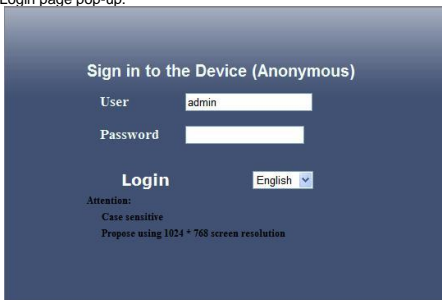 Login page pop-up:
Sign in to the Device (Anonymous)
User admin
Password
Login English
Attention:
Case sensitive
Propose using 1024 * 768 screen resolution